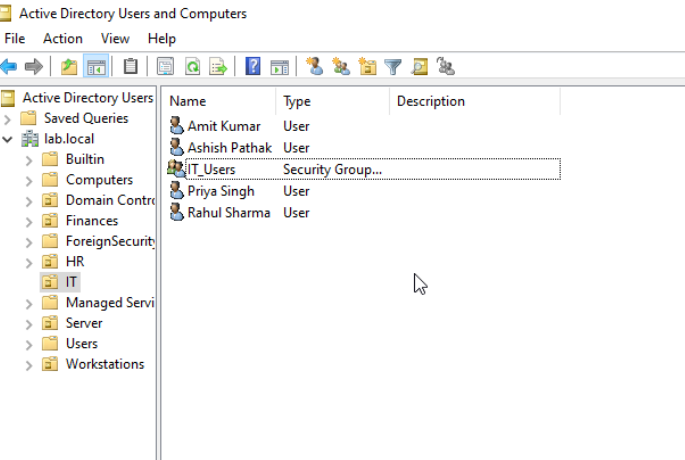 Active Directory Users and Computers
File Action View Help
Active Directory Users
Saved Queries
lab.local
Builtin
Computers
Domain Contro
Finances
ForeignSecurity
HR
IT
Managed Servi
Server
Users
Workstations
Name Type Description
Amit Kumar User
Ashish Pathak User
IT_Users Security Group...
Priya Singh User
Rahul Sharma User